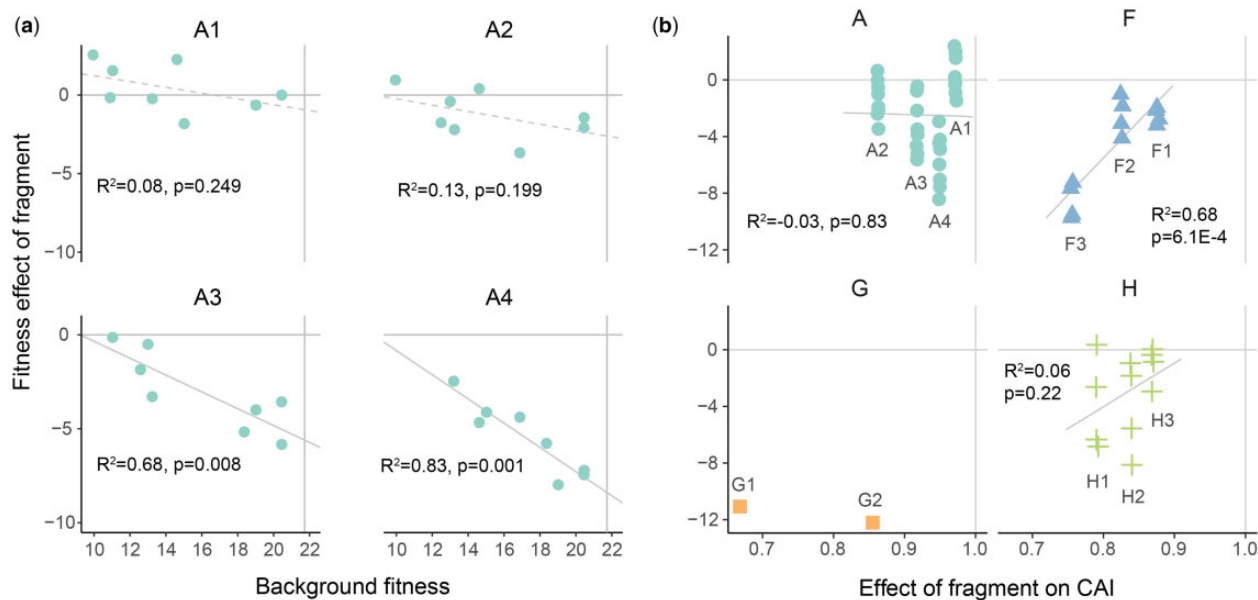 (a)
A1
A2
0
−5
−10
R²=0.08, p=0.249
R²=0.13, p=0.199
Fitness effect of fragment
A3
A4
0
−5
−10
R²=0.68, p=0.008
R²=0.83, p=0.001
10 12 14 16 18 20 22
10 12 14 16 18 20 22
Background fitness
(b)
A
F
0
−4
−8
−12
A2
A3
A4
A1
R²=-0.03, p=0.83
F3
F2
F1
R²=0.68
p=6.1E-4
G
H
0
−4
−8
−12
G1
G2
R²=0.06
p=0.22
H1
H2
H3
0.7 0.8 0.9 1.0
0.7 0.8 0.9 1.0
Effect of fragment on CAI